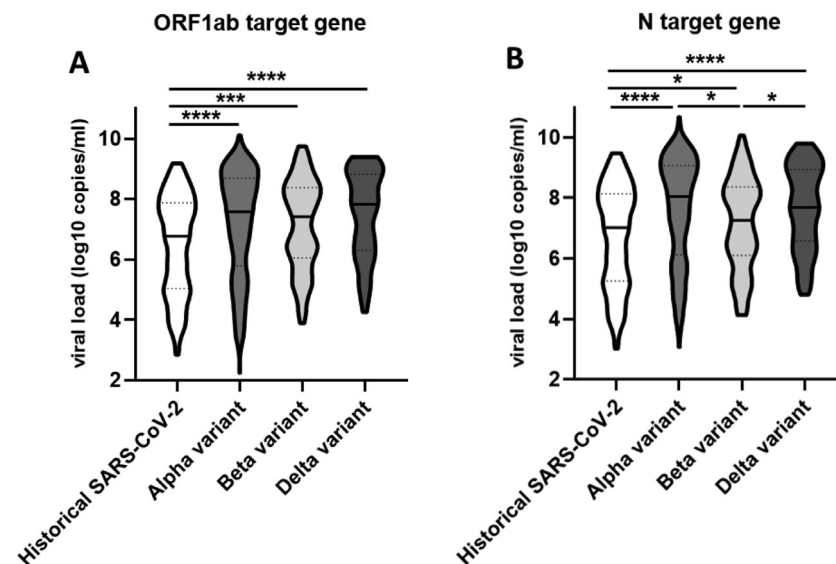 ORF1ab target gene
A
****
***
****
viral load (log10 copies/ml)
10
8
6
4
2
Historical SARS-CoV-2
Alpha variant
Beta variant
Delta variant
N target gene
B
****
*
**** * *
viral load (log10 copies/ml)
10
8
6
4
2
Historical SARS-CoV-2
Alpha variant
Beta variant
Delta variant